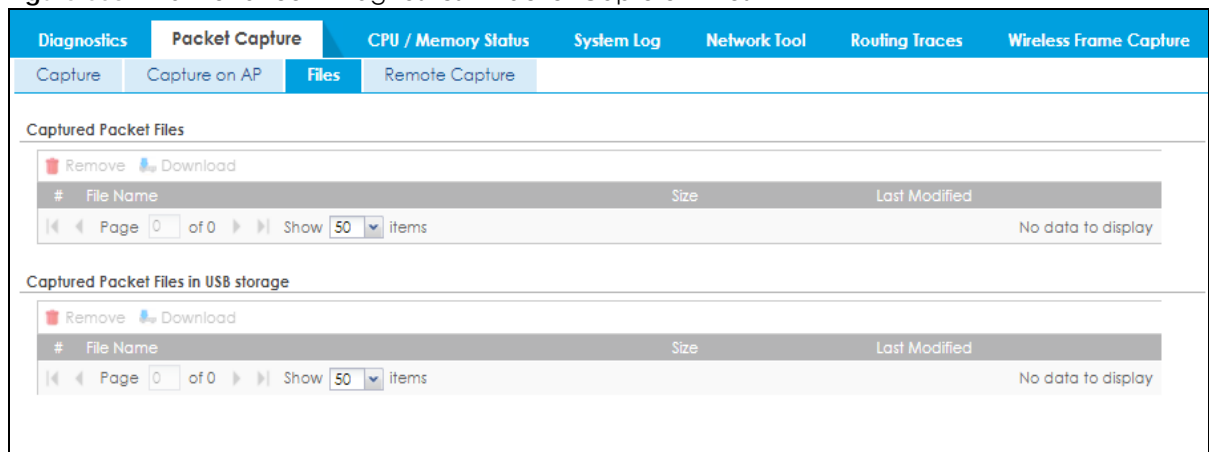 Diagnostics Packet Capture CPU / Memory Status System Log Network Tool Routing Traces Wireless Frame Capture
Capture Capture on AP Files Remote Capture
Captured Packet Files
Remove Download
# File Name Size Last Modified
Page 0 of 0 Show 50 items No data to display
Captured Packet Files in USB storage
Remove Download
# File Name Size Last Modified
Page 0 of 0 Show 50 items No data to display